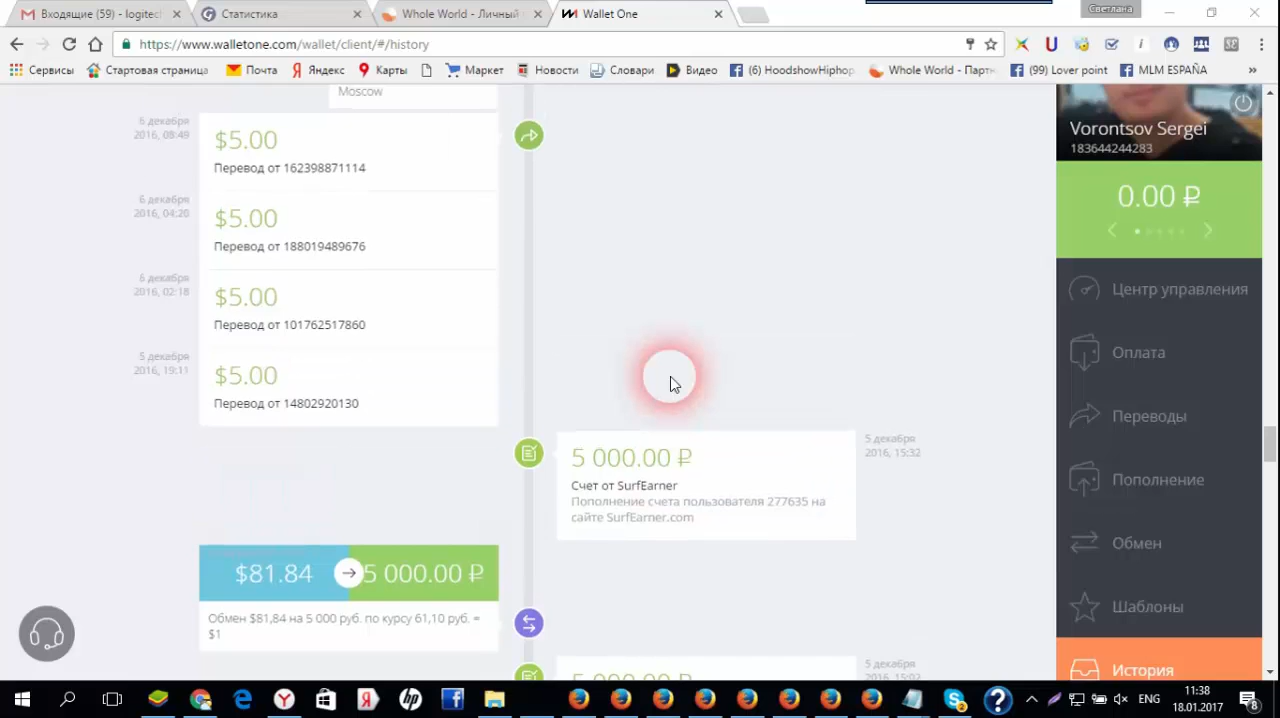 Входящие (59) - logitech
Статистика
Whole World - Личный
Wallet One
Светлана
https://www.walletone.com/wallet/client/#/history
Сервисы
Стартовая страница
Почта
Яндекс
Карты
Маркет
Новости
Словари
Видео
(6) HoodshowHiphop
Whole World - Партн
(99) Lover point
MLM ESPAÑA
»
Moscow
6 декабря
2016, 08:49
$5.00
Перевод от 162398871114
6 декабря
2016, 04:20
$5.00
Перевод от 188019489676
6 декабря
2016, 02:18
$5.00
Перевод от 101762517860
5 декабря
2016, 19:11
$5.00
Перевод от 14802920130
5 000.00 ₽
Счет от SurfEarner
Пополнение счета пользователя 277635 на
сайте SurfEarner.com
5 декабря
2016, 15:32
$81.84 → 5 000.00 ₽
Обмен $81,84 на 5 000 руб. по курсу 61,10 руб. =
$1
5 000.00 ₽
5 декабря
2016, 15:02
Vorontsov Sergei
183644244283
0.00 ₽
Центр управления
Оплата
Переводы
Пополнение
Обмен
Шаблоны
История
ENG
11:38
18.01.2017